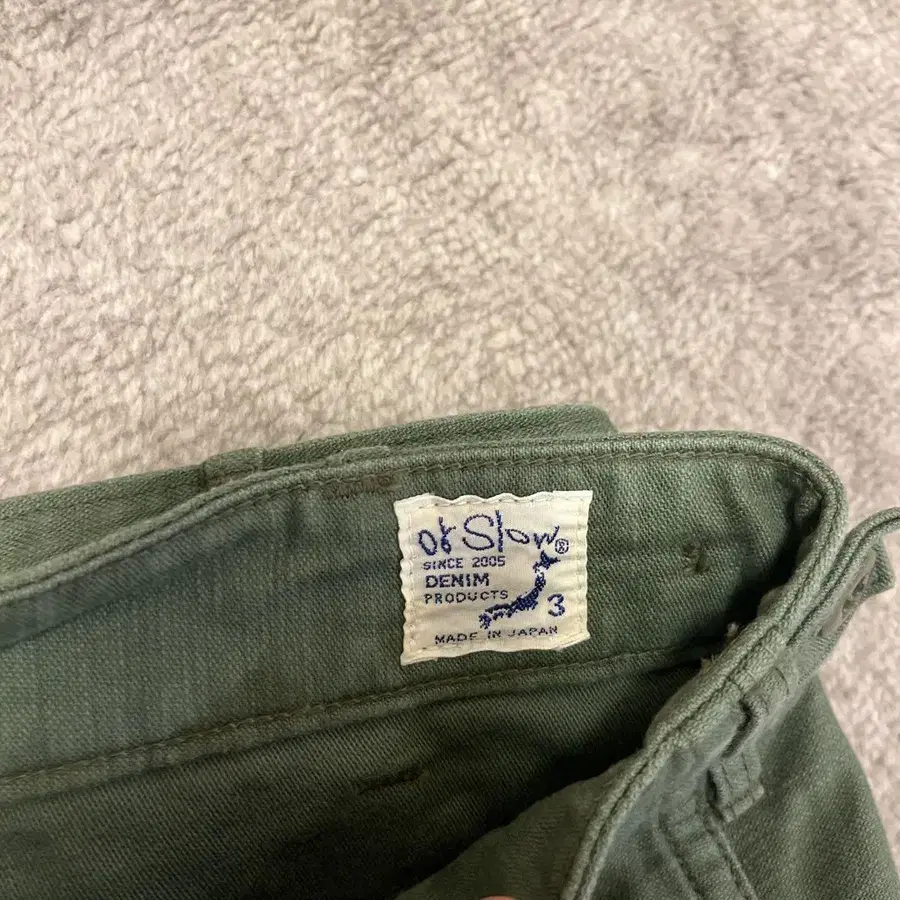 orSlow®
SINCE 2005
DENIM
PRODUCTS
3
MADE IN JAPAN